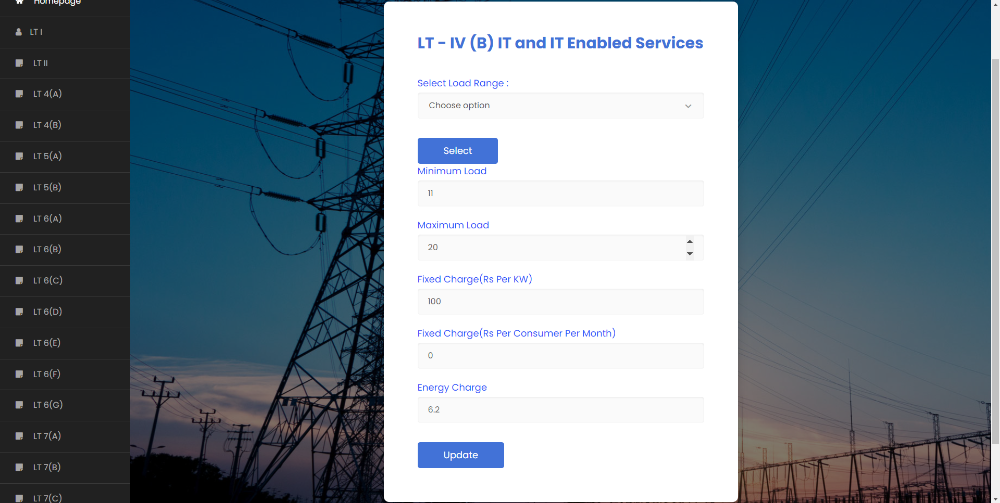 Homepage
LT I
LT II
LT 4(A)
LT 4(B)
LT 5(A)
LT 5(B)
LT 6(A)
LT 6(B)
LT 6(C)
LT 6(D)
LT 6(E)
LT 6(F)
LT 6(G)
LT 7(A)
LT 7(B)
LT 7(C)
LT - IV (B) IT and IT Enabled Services
Select Load Range :
Choose option
Select
Minimum Load
11
Maximum Load
20
Fixed Charge(Rs Per KW)
100
Fixed Charge(Rs Per Consumer Per Month)
0
Energy Charge
6.2
Update